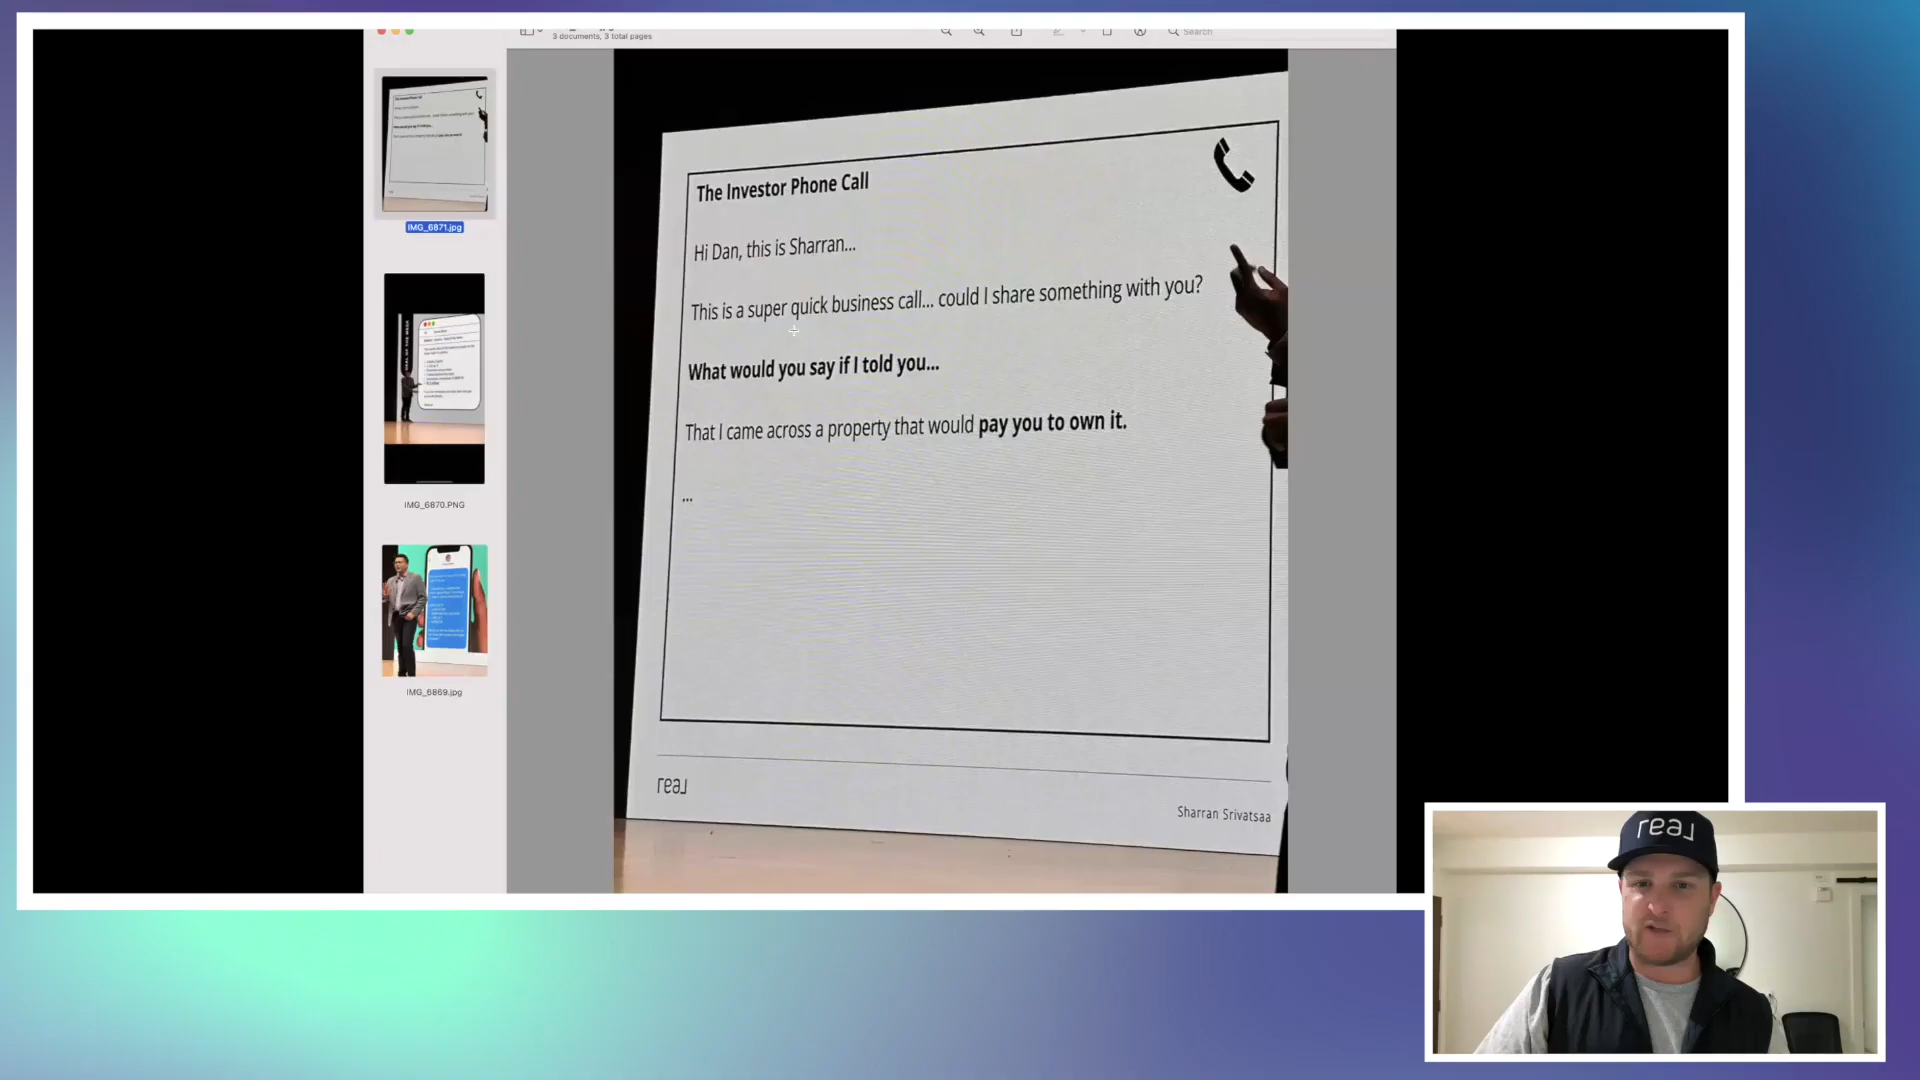 3 documents, 3 total pages
Search
IMG_6871.jpg
IMG_6870.PNG
IMG_6869.jpg
The Investor Phone Call
Hi Dan, this is Sharran...
This is a super quick business call... could I share something with you?
What would you say if I told you...
That I came across a property that would pay you to own it.
...
real
Sharran Srivatsaa
real